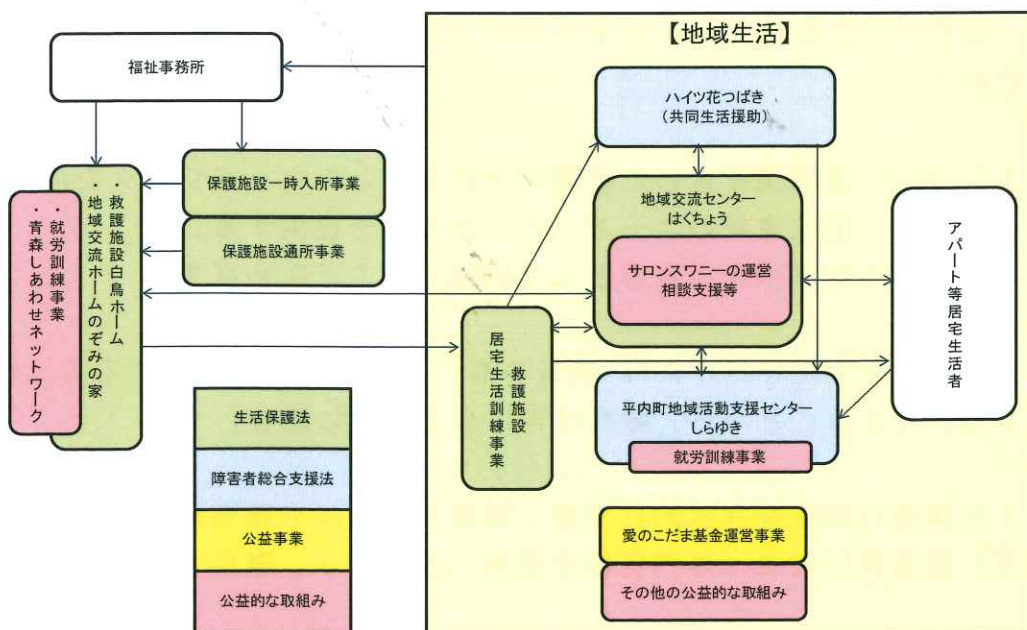 【地域生活】
福祉事務所
ハイツ花つばき
(共同生活援助)
保護施設一時入所事業
保護施設通所事業
・救護施設白鳥ホーム
・地域交流ホームのぞみの家
・就労訓練事業
・青森しあわせネットワーク
地域交流センター
はくちょう
サロンスワニーの運営
相談支援等
アパート等居宅生活者
救護施設
居宅生活訓練事業
平内町地域活動支援センター
しらゆき
就労訓練事業
生活保護法
障害者総合支援法
公益事業
公益的な取組み
愛のこだま基金運営事業
その他の公益的な取組み